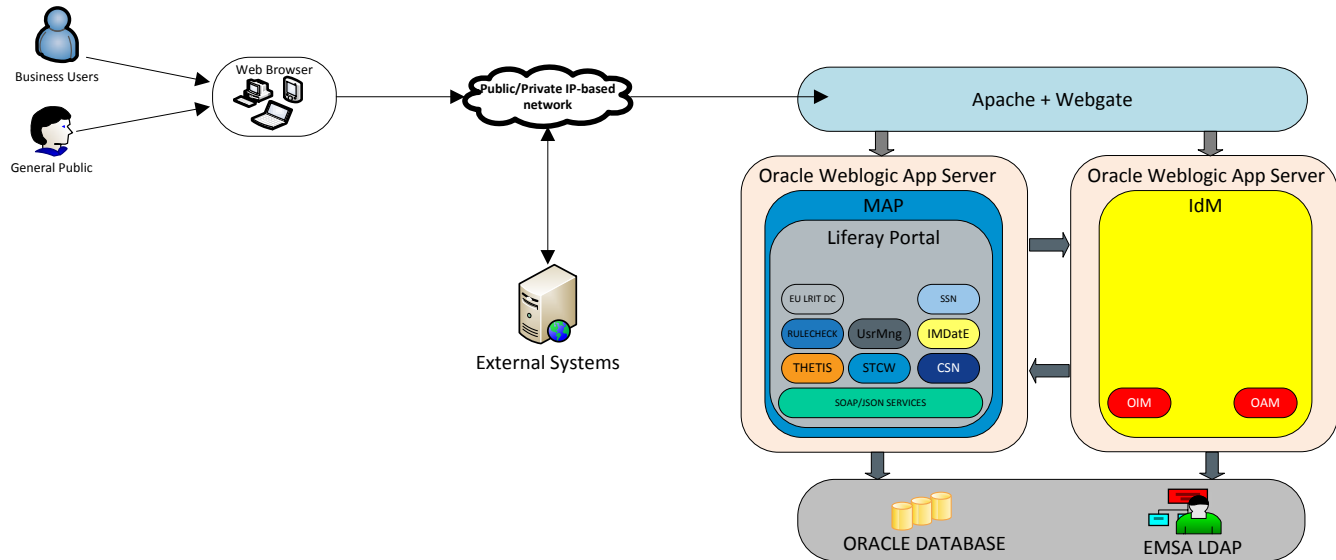 Business Users
General Public
Web Browser
Public/Private IP-based
network
External Systems
Apache + Webgate
Oracle Weblogic App Server
MAP
Liferay Portal
EU LRIT DC
SSN
RULECHECK
UsrMng
IMDatE
THETIS
STCW
CSN
SOAP/JSON SERVICES
Oracle Weblogic App Server
IdM
OIM
OAM
ORACLE DATABASE
EMSA LDAP